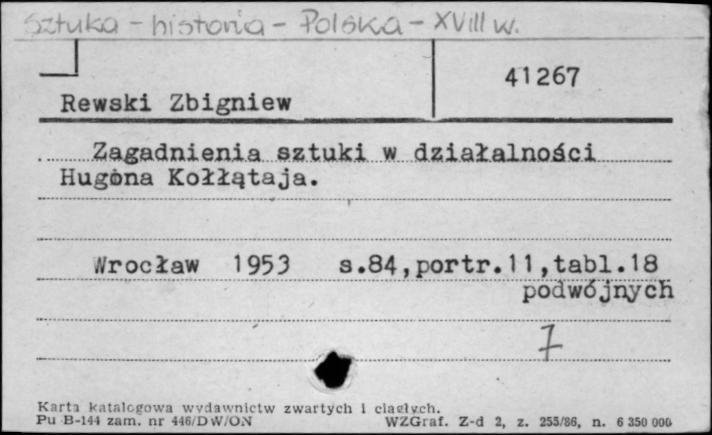 Sztuka - historia - Polska - XVIII w.
41267
Rewski Zbigniew
Zagadnienia sztuki w działalności
Hugona Kołłątaja.
Wrocław 1953 s.84,portr.11,tabl.18
podwójnych
7
Karta katalogowa wydawnictw zwartych i ciągłych.
Pu B-144 zam. nr 446/DW/ON WZGraf. Z-d 2, z. 255/86, n. 6 350 000